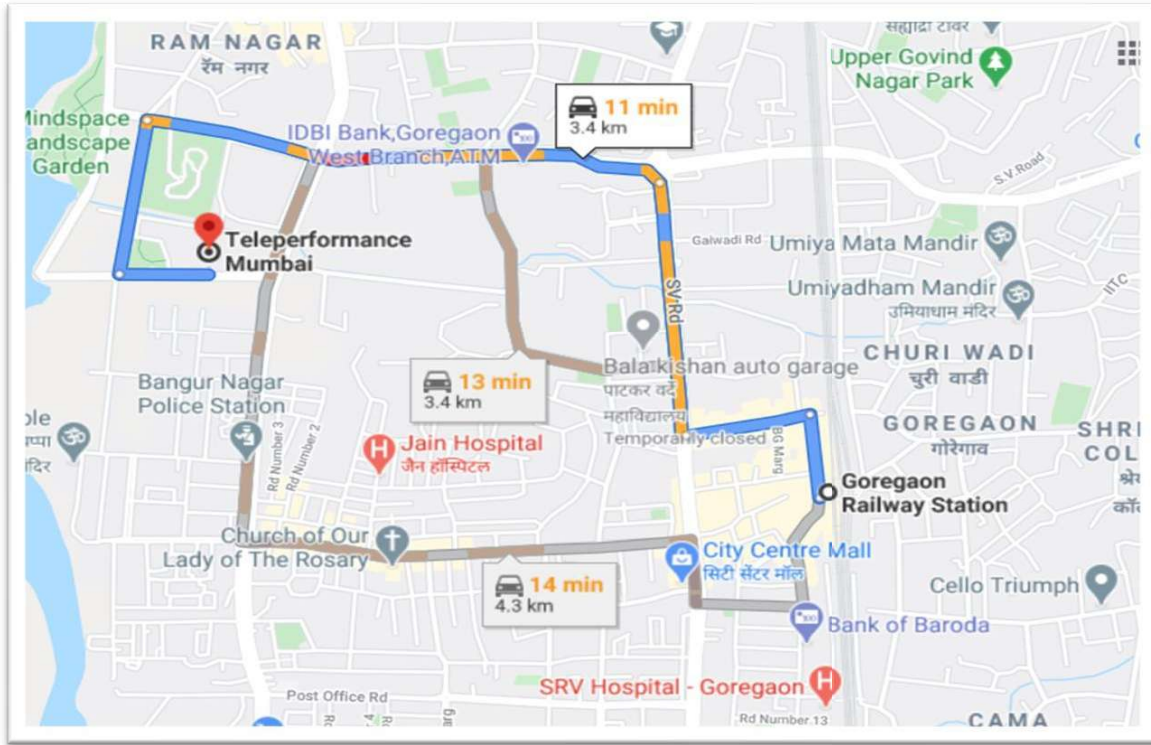 सह्याद्री टावर
RAM NAGAR
रॅम नगर
Upper Govind
Nagar Park
11 min
3.4 km
Mindspace
Landscape
Garden
IDBI Bank,Goregaon
West Branch,ATM
S.V.Road
Teleperformance
Mumbai
Galwadi Rd
Umiya Mata Mandir
SV Rd
Umiyadham Mandir
उमियाधाम मंदिर
IITC
Bala kishan auto garage
पाटकर वर्दे
महाविद्यालय
Temporarily closed
CHURI WADI
चुरी वाडी
13 min
3.4 km
Bangur Nagar
Police Station
GOREGAON
गोरेगाव
SHRI
COL
Rd Number 3
Rd Number 2
Jain Hospital
जैन हॉस्पिटल
BG Marg
Goregaon
Railway Station
Church of Our
Lady of The Rosary
City Centre Mall
सिटी सेंटर मॉल
14 min
4.3 km
Cello Triumph
Bank of Baroda
SRV Hospital - Goregaon
Post Office Rd
Rd Number 13
CAMA